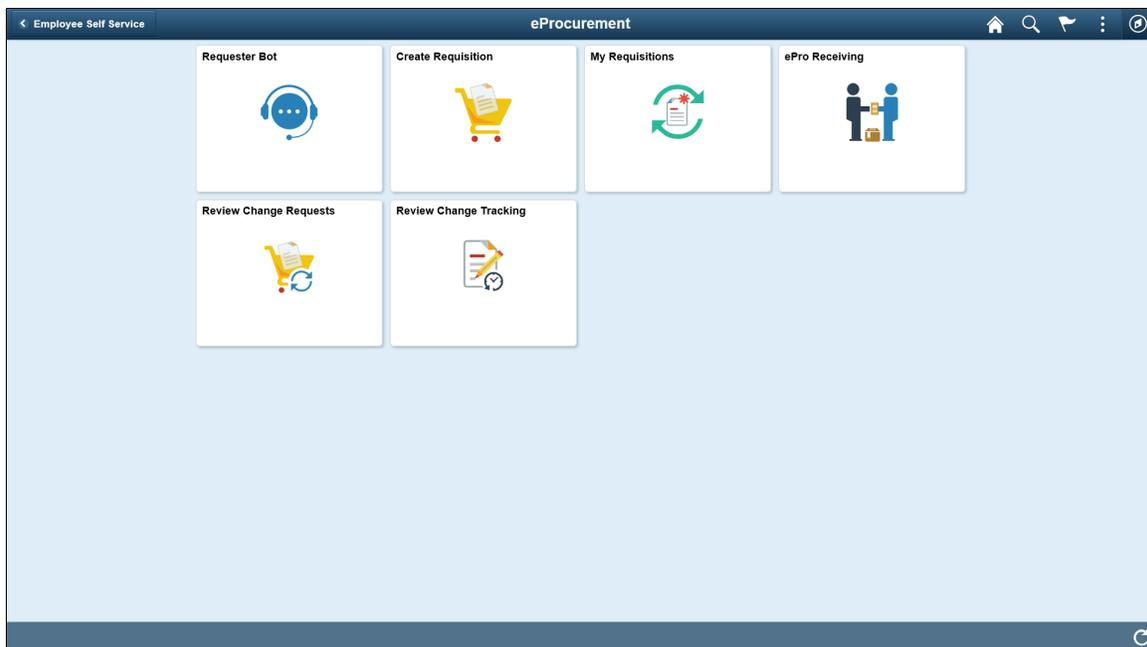 Employee Self Service
eProcurement
Requester Bot
Create Requisition
My Requisitions
ePro Receiving
Review Change Requests
Review Change Tracking